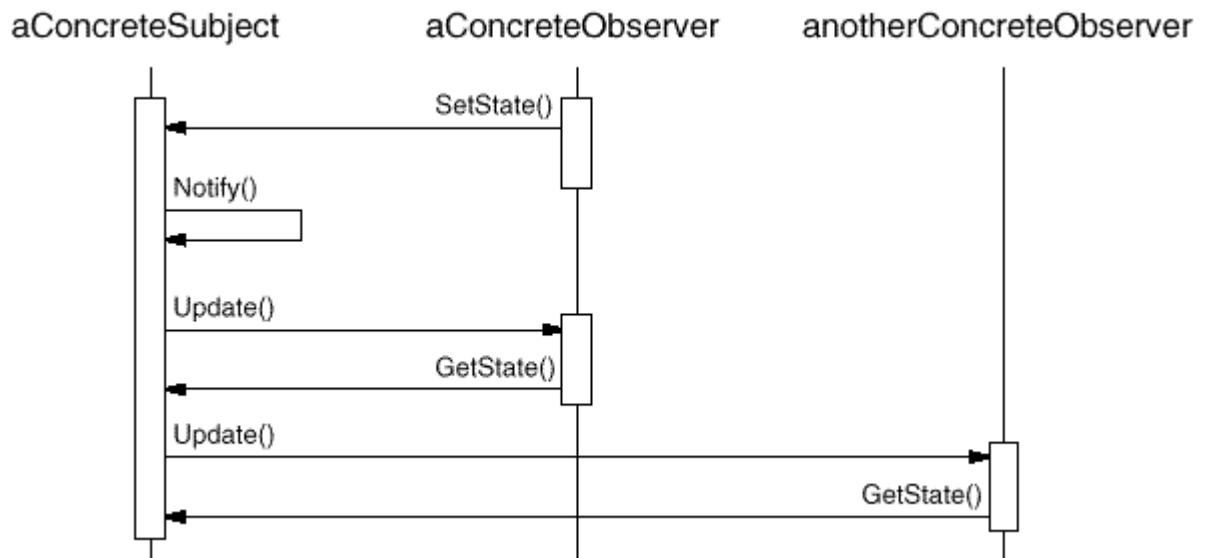 aConcreteSubject aConcreteObserver anotherConcreteObserver
SetState()
Notify()
Update()
GetState()
Update()
GetState()